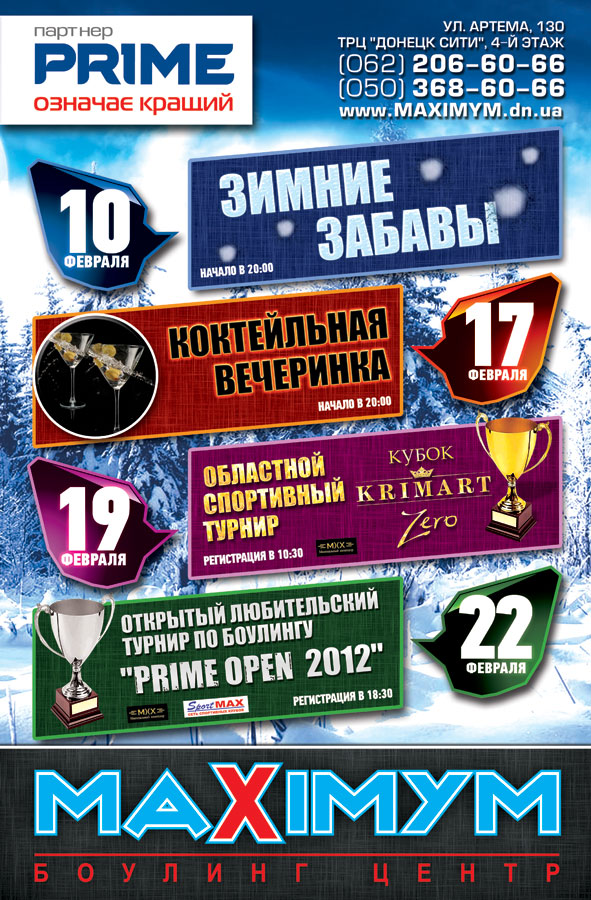 партнер
PRIME
означає кращий
УЛ. АРТЕМА, 130
ТРЦ "ДОНЕЦК СИТИ", 4-Й ЭТАЖ
(062) 206-60-66
(050) 368-60-66
www.MAXIMYM.dn.ua
10
ФЕВРАЛЯ
ЗИМНИЕ
ЗАБАВЫ
НАЧАЛО В 20:00
КОКТЕЙЛЬНАЯ
ВЕЧЕРИНКА
НАЧАЛО В 20:00
17
ФЕВРАЛЯ
19
ФЕВРАЛЯ
ОБЛАСТНОЙ
СПОРТИВНЫЙ
ТУРНИР
РЕГИСТРАЦИЯ В 10:30
КУБОК
KRIMART
Zero
ОТКРЫТЫЙ ЛЮБИТЕЛЬСКИЙ
ТУРНИР ПО БОУЛИНГУ
"PRIME OPEN 2012"
РЕГИСТРАЦИЯ В 18:30
SportMAX
СЕТЬ СПОРТИВНЫХ КЛУБОВ
22
ФЕВРАЛЯ
MAXIMYM
БОУЛИНГ ЦЕНТР